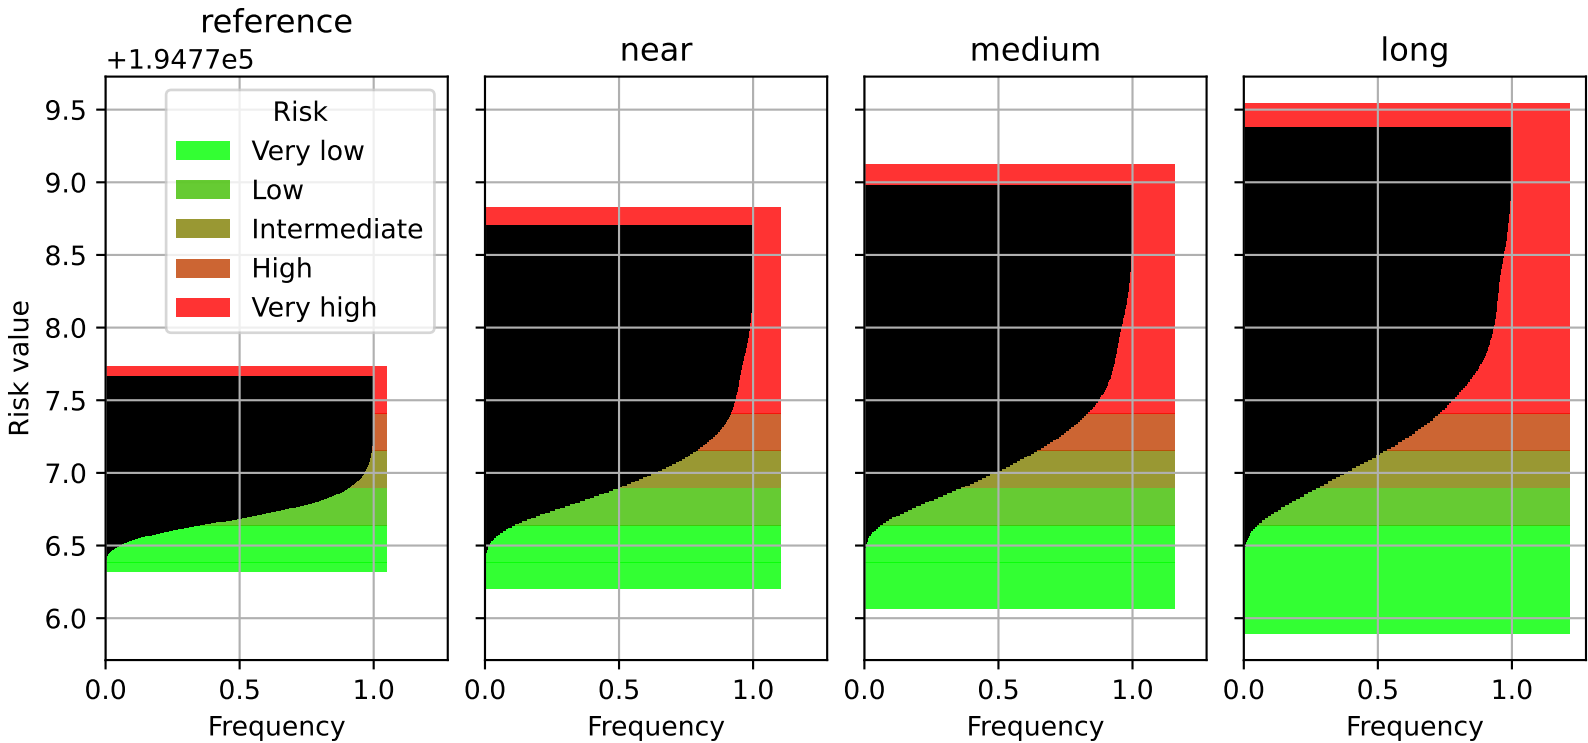 reference
near
medium
long
+1.9477e5
Risk
Very low
Low
Intermediate
High
Very high
Risk value
9.5
9.0
8.5
8.0
7.5
7.0
6.5
6.0
0.0 0.5 1.0
0.0 0.5 1.0
0.0 0.5 1.0
0.0 0.5 1.0
Frequency
Frequency
Frequency
Frequency